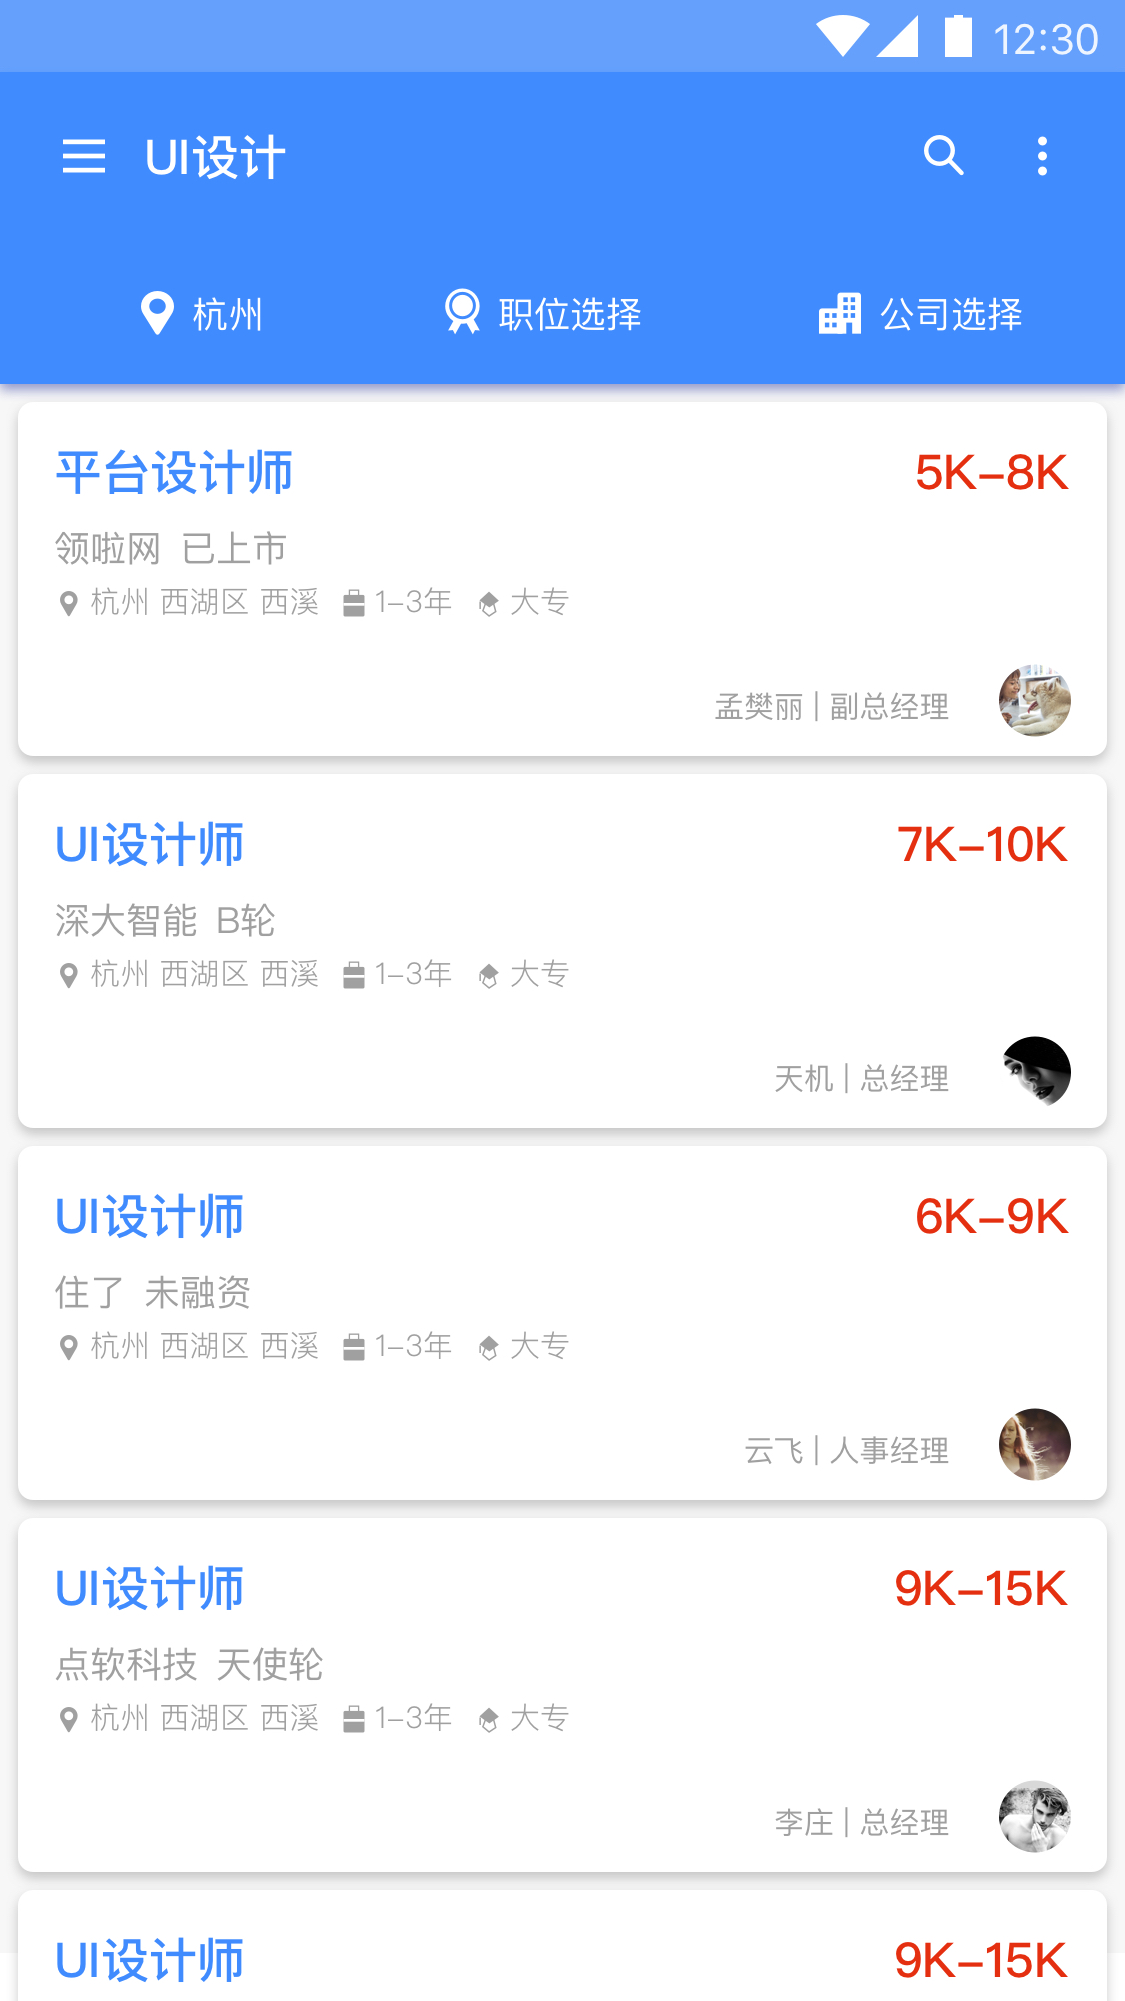 12:30
UI设计
杭州 职位选择 公司选择
平台设计师 5K-8K
领啦网 已上市
杭州 西湖区 西溪 1-3年 大专
孟樊丽 | 副总经理
UI设计师 7K-10K
深大智能 B轮
杭州 西湖区 西溪 1-3年 大专
天机 | 总经理
UI设计师 6K-9K
住了 未融资
杭州 西湖区 西溪 1-3年 大专
云飞 | 人事经理
UI设计师 9K-15K
点软科技 天使轮
杭州 西湖区 西溪 1-3年 大专
李庄 | 总经理
UI设计师 9K-15K